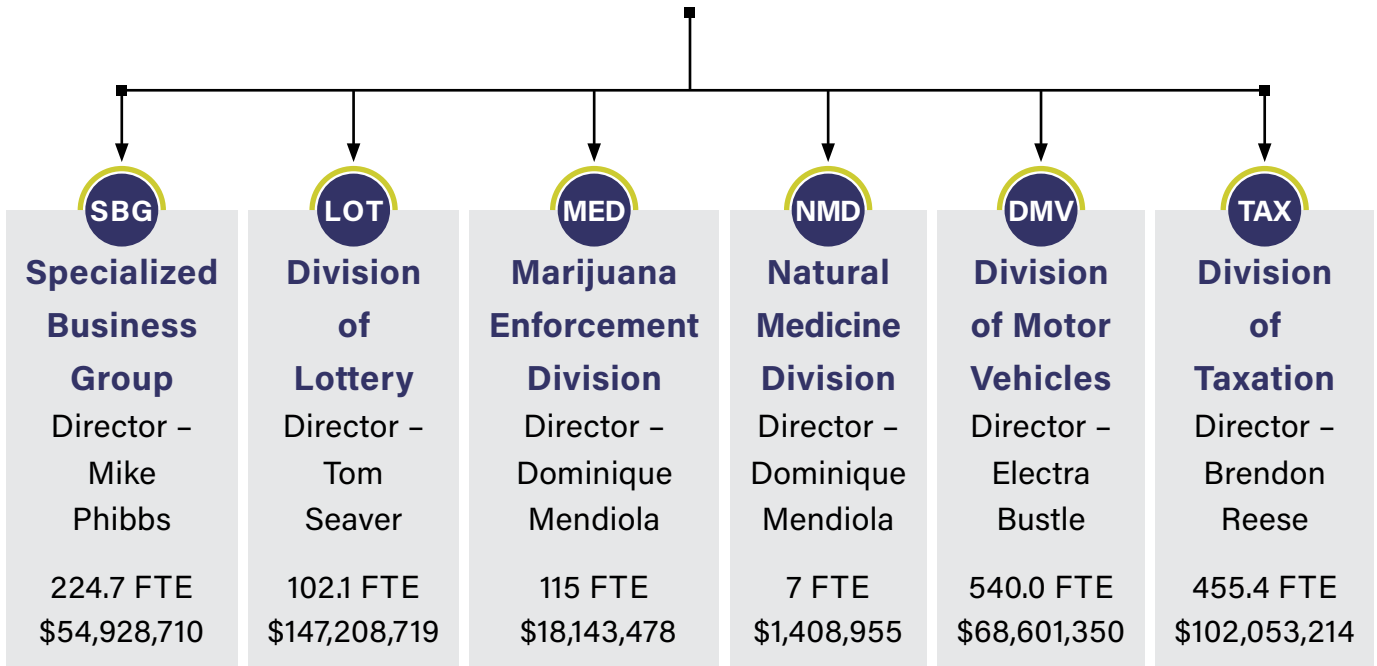 SBG
Specialized
Business
Group
Director –
Mike
Phibbs
224.7 FTE
$54,928,710
LOT
Division
of
Lottery
Director –
Tom
Seaver
102.1 FTE
$147,208,719
MED
Marijuana
Enforcement
Division
Director –
Dominique
Mendiola
115 FTE
$18,143,478
NMD
Natural
Medicine
Division
Director –
Dominique
Mendiola
7 FTE
$1,408,955
DMV
Division
of Motor
Vehicles
Director –
Electra
Bustle
540.0 FTE
$68,601,350
TAX
Division
of
Taxation
Director –
Brendon
Reese
455.4 FTE
$102,053,214